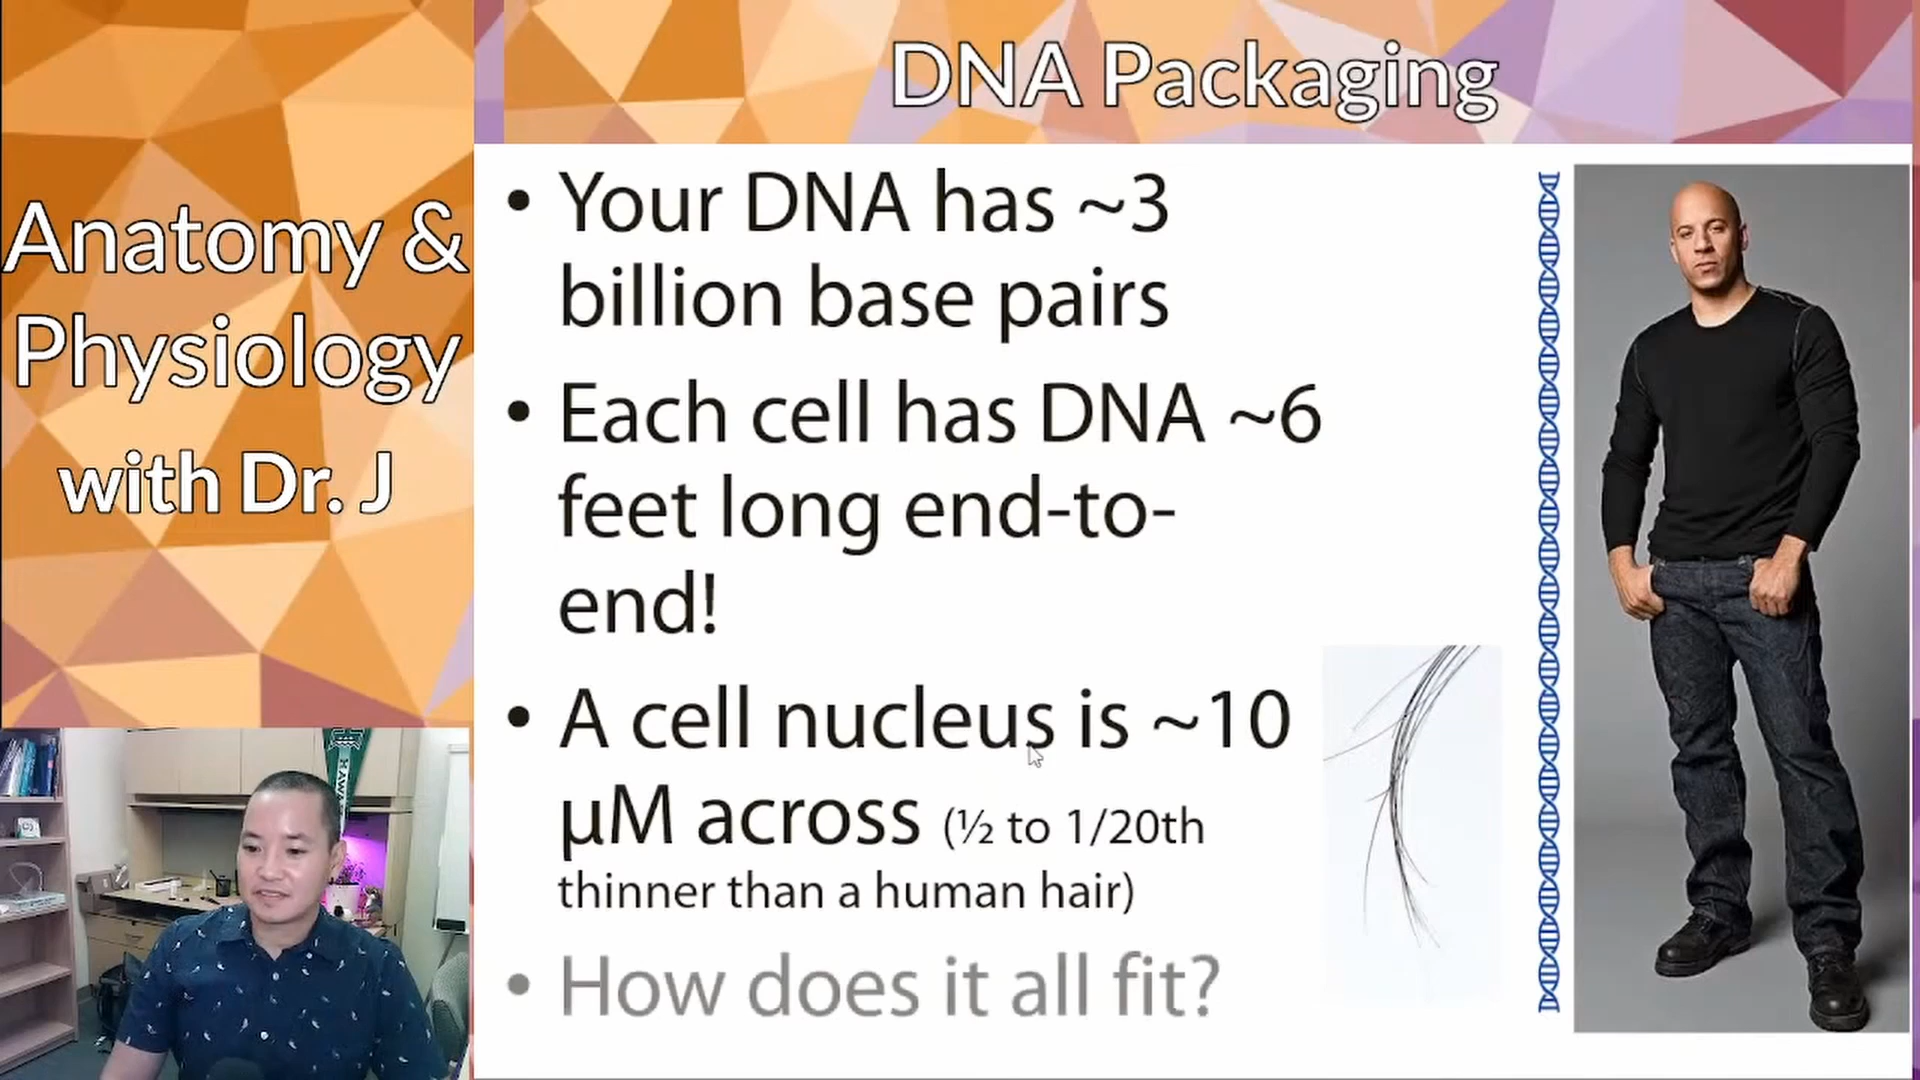 DNA Packaging
Anatomy &
Physiology
with Dr. J
• Your DNA has ~3
billion base pairs
• Each cell has DNA ~6
feet long end-to-
end!
• A cell nucleus is ~10
µM across (½ to 1/20th
thinner than a human hair)
• How does it all fit?